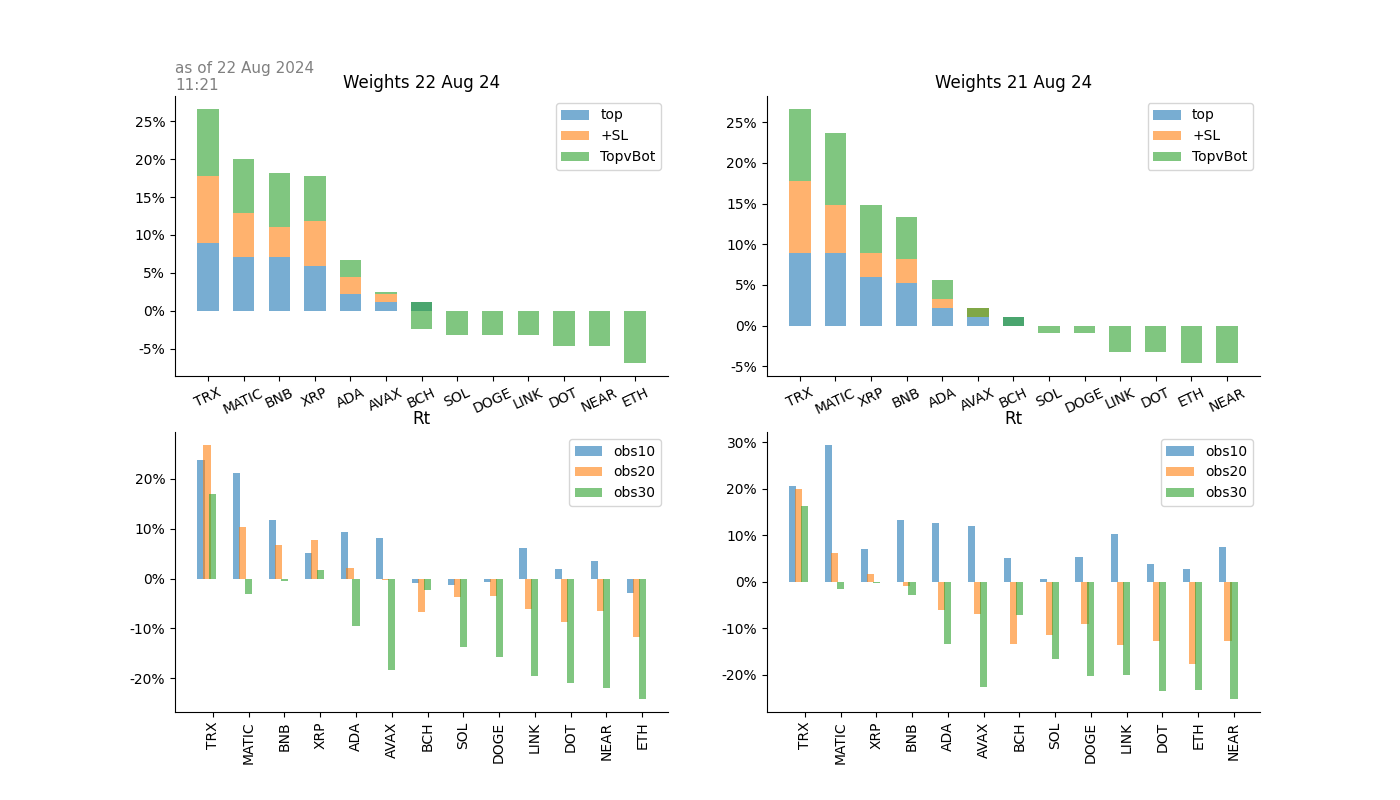 as of 22 Aug 2024
11:21
Weights 22 Aug 24
25%
20%
15%
10%
5%
0%
-5%
top
+SL
TopvBot
TRX MATIC BNB XRP ADA AVAX BCH SOL DOGE LINK DOT NEAR ETH
Weights 21 Aug 24
25%
20%
15%
10%
5%
0%
-5%
top
+SL
TopvBot
TRX MATIC XRP BNB ADA AVAX BCH SOL DOGE LINK DOT ETH NEAR
Rt
20%
10%
0%
-10%
-20%
obs10
obs20
obs30
TRX MATIC BNB XRP ADA AVAX BCH SOL DOGE LINK DOT NEAR ETH
Rt
30%
20%
10%
0%
-10%
-20%
obs10
obs20
obs30
TRX MATIC XRP BNB ADA AVAX BCH SOL DOGE LINK DOT ETH NEAR